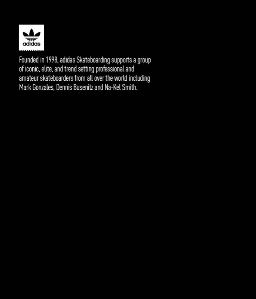 adidas
Founded in 1998, adidas Skateboarding supports a group
of iconic, elite, and trend setting professional and
amateur skateboarders from all over the world including
Mark Gonzales, Dennis Busenitz and Na-Kel Smith.